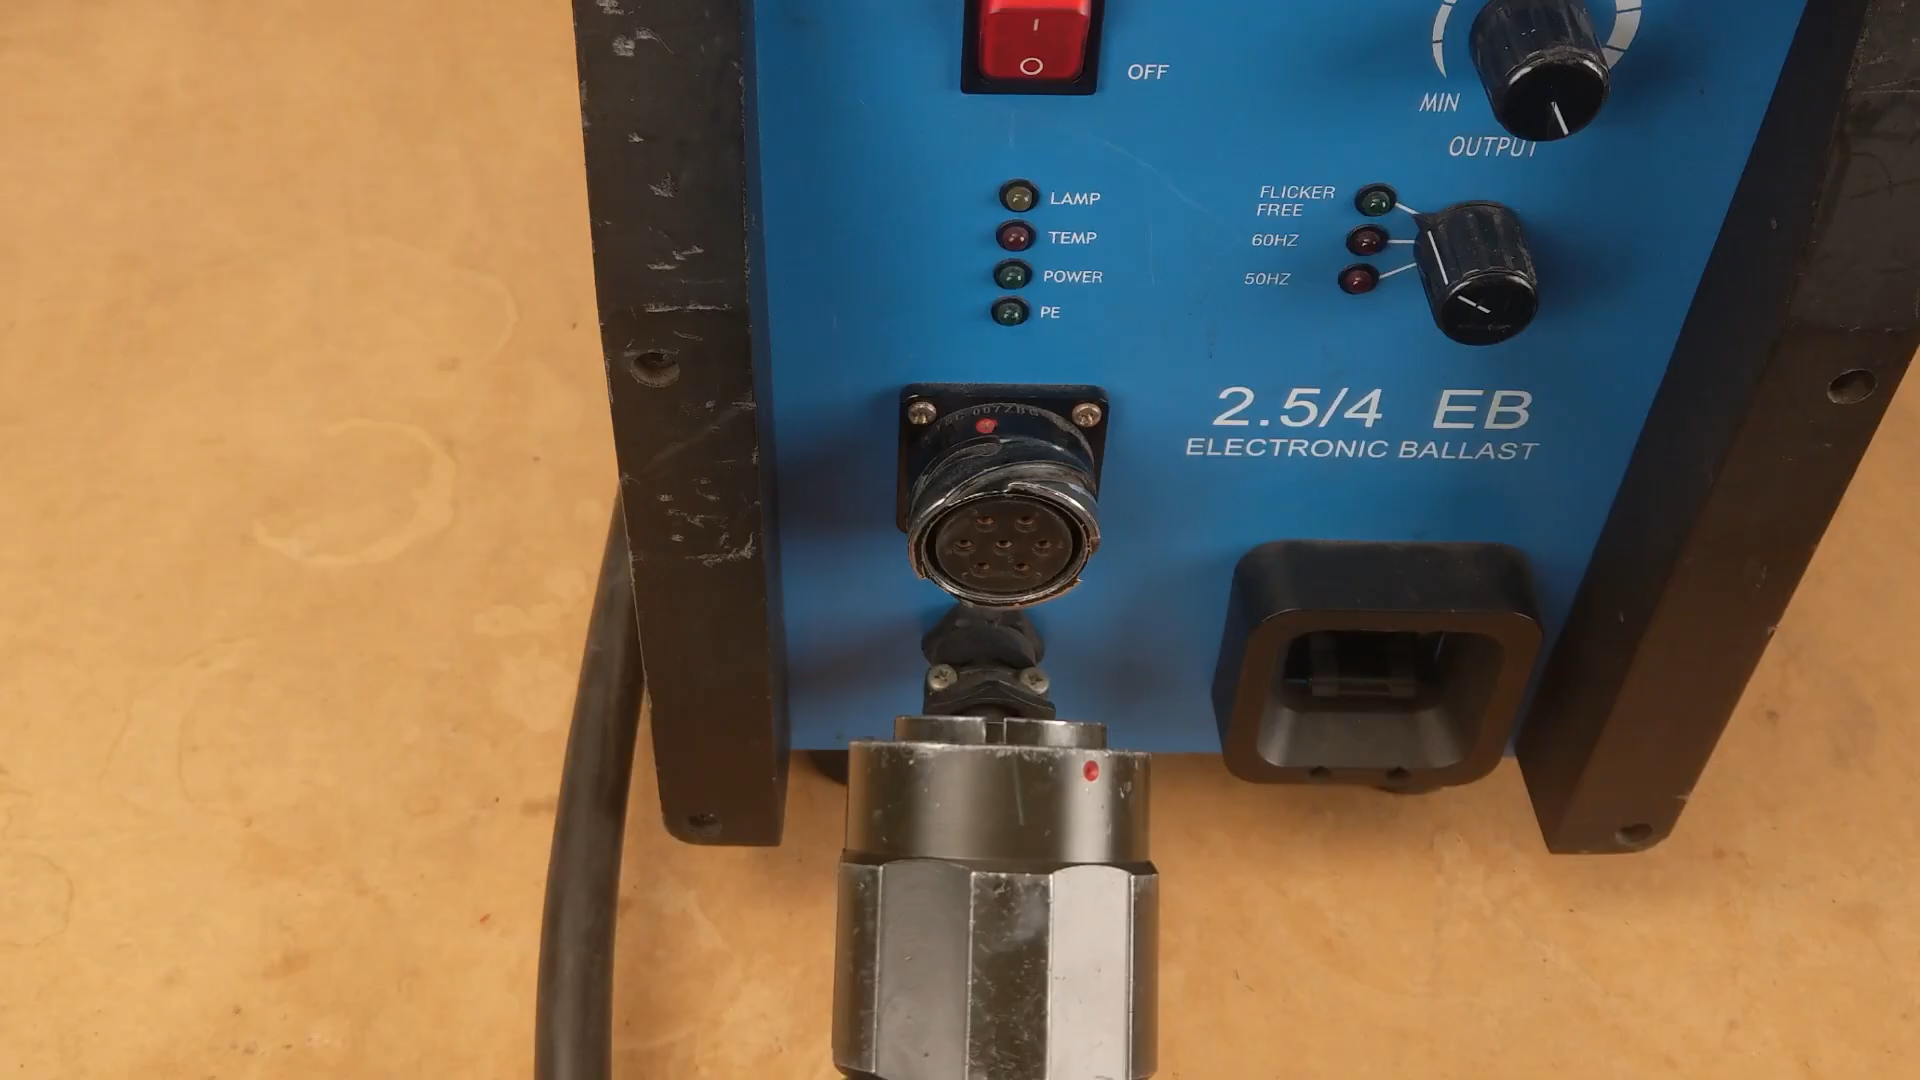 OFF
MIN
OUTPUT
LAMP
TEMP
POWER
PE
FLICKER
FREE
60HZ
50HZ
2.5/4 EB
ELECTRONIC BALLAST